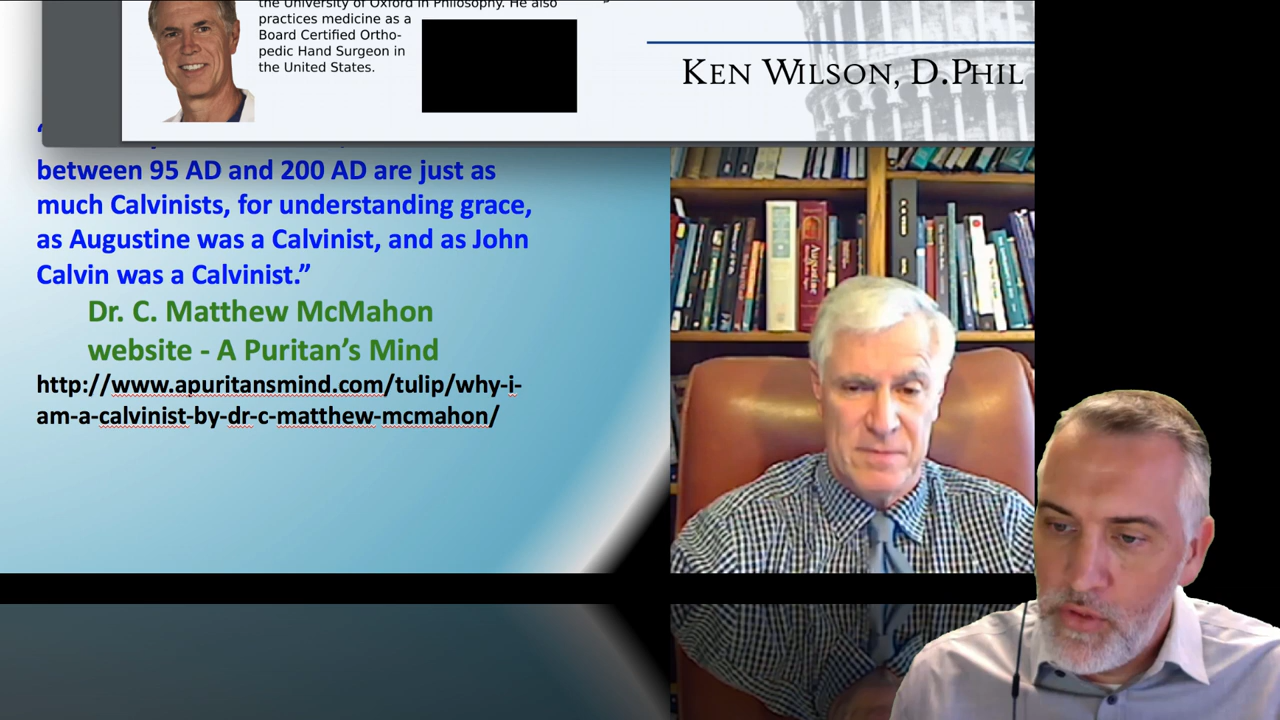 the University of Oxford in Philosophy. He also
practices medicine as a
Board Certified Ortho-
pedic Hand Surgeon in
the United States.
KEN WILSON, D.PHIL
between 95 AD and 200 AD are just as
much Calvinists, for understanding grace,
as Augustine was a Calvinist, and as John
Calvin was a Calvinist.”
Dr. C. Matthew McMahon
website - A Puritan’s Mind
http://www.apuritansmind.com/tulip/why-i-
am-a-calvinist-by-dr-c-matthew-mcmahon/
Augustine